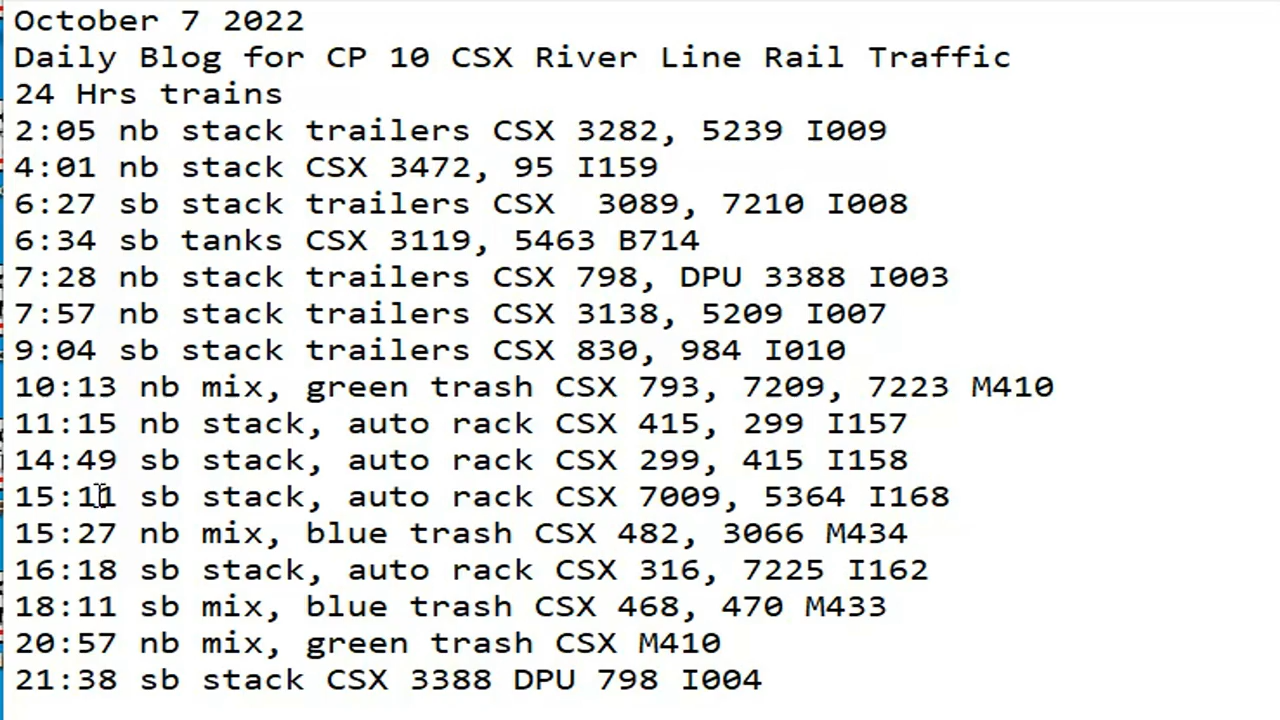 October 7 2022
Daily Blog for CP 10 CSX River Line Rail Traffic
24 Hrs trains
2:05 nb stack trailers CSX 3282, 5239 I009
4:01 nb stack CSX 3472, 95 I159
6:27 sb stack trailers CSX  3089, 7210 I008
6:34 sb tanks CSX 3119, 5463 B714
7:28 nb stack trailers CSX 798, DPU 3388 I003
7:57 nb stack trailers CSX 3138, 5209 I007
9:04 sb stack trailers CSX 830, 984 I010
10:13 nb mix, green trash CSX 793, 7209, 7223 M410
11:15 nb stack, auto rack CSX 415, 299 I157
14:49 sb stack, auto rack CSX 299, 415 I158
15:11 sb stack, auto rack CSX 7009, 5364 I168
15:27 nb mix, blue trash CSX 482, 3066 M434
16:18 sb stack, auto rack CSX 316, 7225 I162
18:11 sb mix, blue trash CSX 468, 470 M433
20:57 nb mix, green trash CSX M410
21:38 sb stack CSX 3388 DPU 798 I004